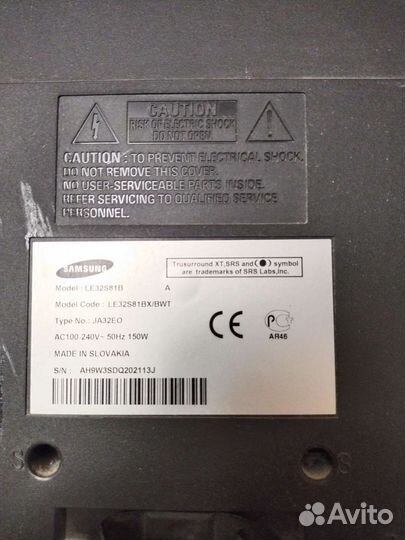 CAUTION
RISK OF ELECTRIC SHOCK
DO NOT OPEN
CAUTION : TO PREVENT ELECTRICAL SHOCK.
DO NOT REMOVE THIS COVER.
NO USER-SERVICEABLE PARTS INSIDE.
REFER SERVICING TO QUALIFIED SERVICE
PERSONNEL.
SAMSUNG
Model : LE32S81B A
Model Code : LE32S81BX/BWT
Type No.: JA32EO
AC100-240V~ 50Hz 150W
MADE IN SLOVAKIA
S/N : AH9W3SDQ202113J
Trusurround XT,SRS and (●) symbol
are trademarks of SRS Labs,Inc.
CE
PC
AR46
S S
Avito